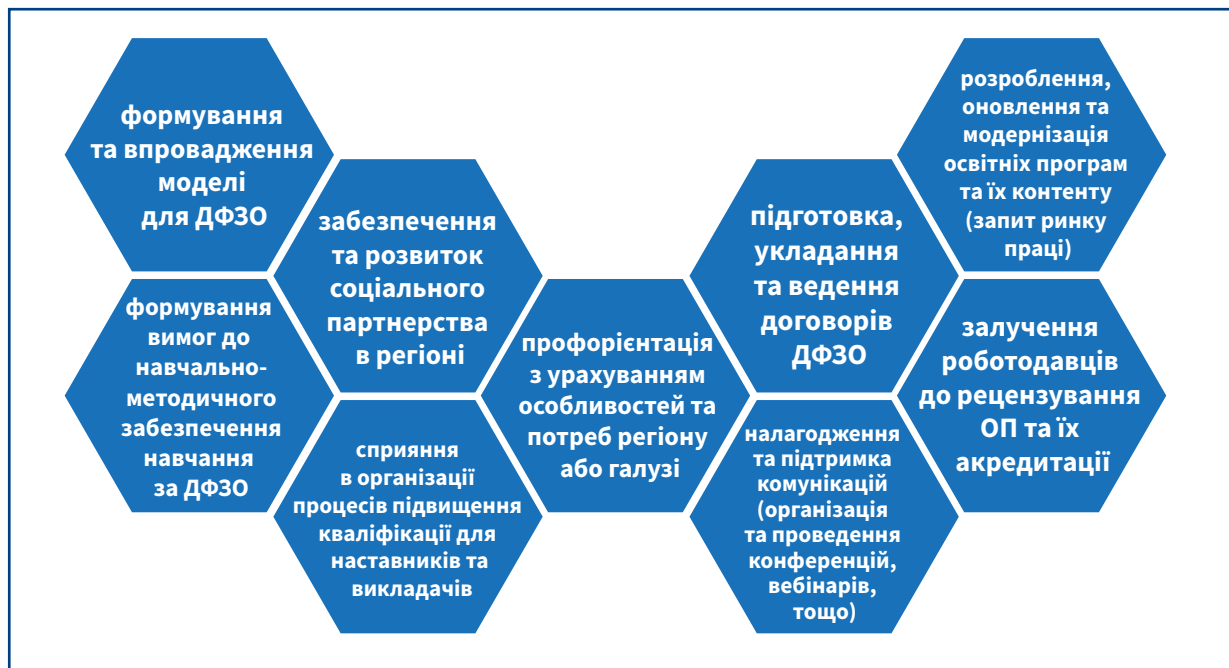 формування
та впровадження
моделі
для ДФЗО
формування
вимог до
навчально-
методичного
забезпечення
навчання
за ДФЗО
забезпечення
та розвиток
соціального
партнерства
в регіоні
сприяння
в організації
процесів підвищення
кваліфікації для
наставників та
викладачів
профорієнтація
з урахуванням
особливостей та
потреб регіону
або галузі
підготовка,
укладання
та ведення
договорів
ДФЗО
налагодження
та підтримка
комунікацій
(організація
та проведення
конференцій,
вебінарів,
тощо)
розроблення,
оновлення та
модернізація
освітніх програм
та їх контенту
(запит ринку
праці)
залучення
роботодавців
до рецензування
ОП та їх
акредитації